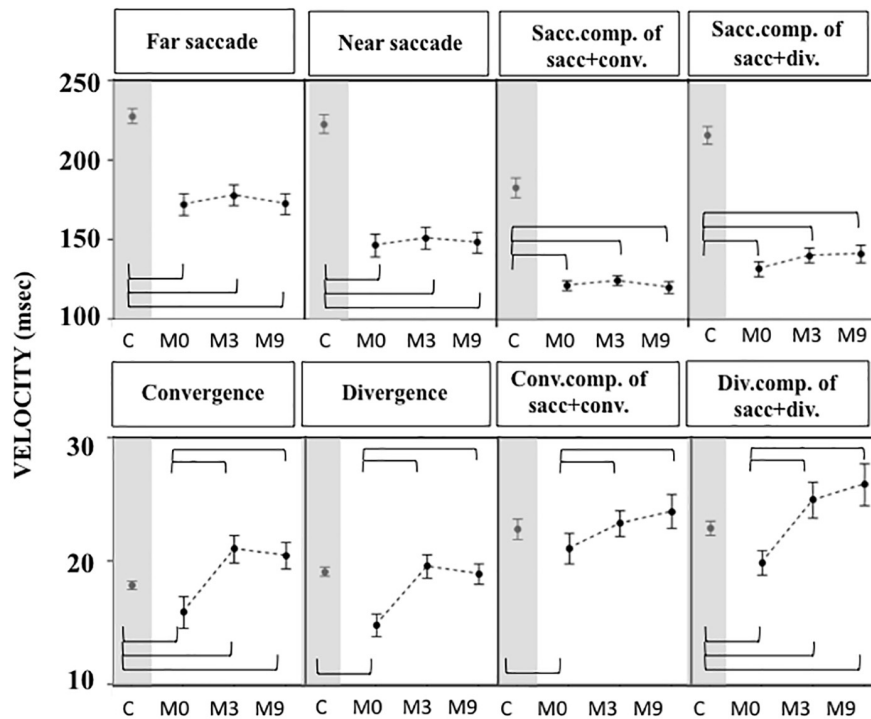 Far saccade
Near saccade
Sacc.comp. of
sacc+conv.
Sacc.comp. of
sacc+div.
VELOCITY (msec)
250
200
150
100
C M0 M3 M9
C M0 M3 M9
C M0 M3 M9
C M0 M3 M9
Convergence
Divergence
Conv.comp. of
sacc+conv.
Div.comp. of
sacc+div.
30
20
10
C M0 M3 M9
C M0 M3 M9
C M0 M3 M9
C M0 M3 M9